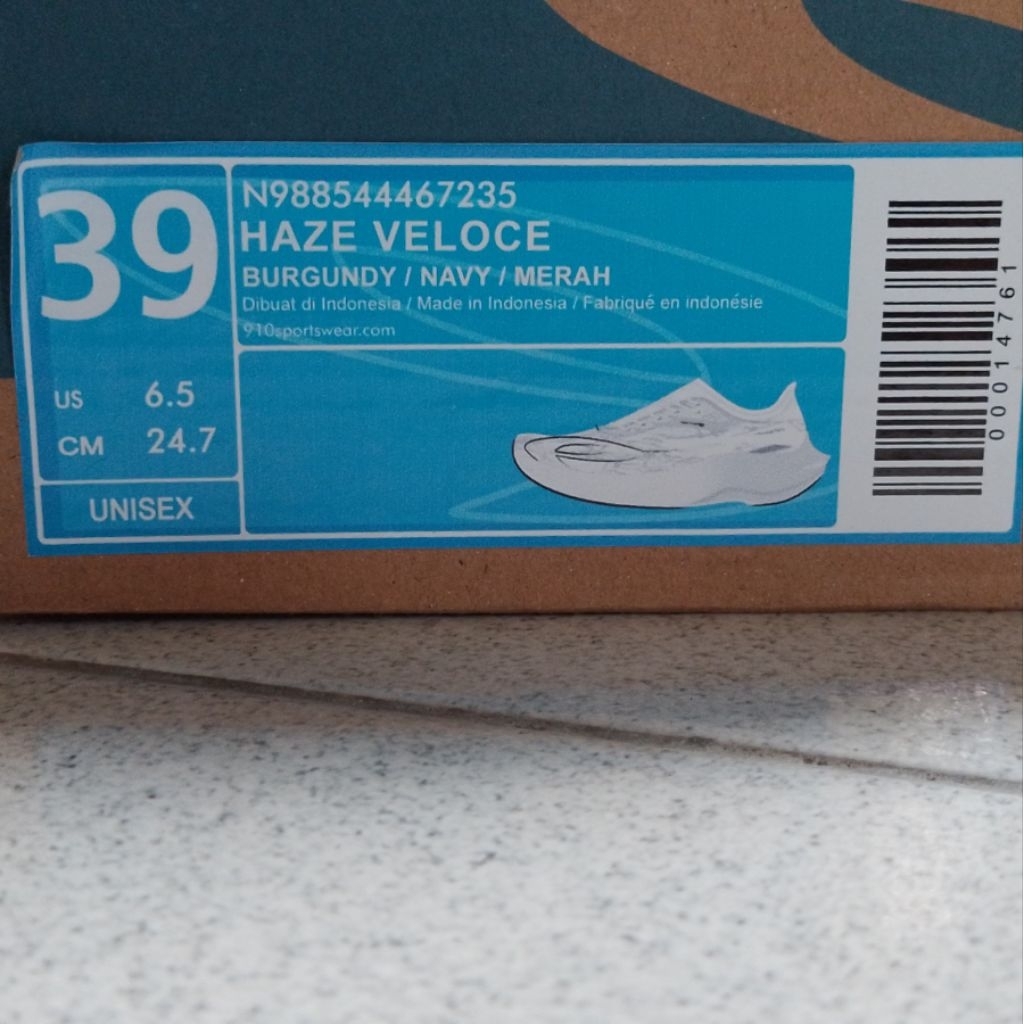 39
N988544467235
HAZE VELOCE
BURGUNDY / NAVY / MERAH
Dibuat di Indonesia / Made in Indonesia / Fabriqué en indonésie
910sportswear.com
US 6.5
CM 24.7
UNISEX
00014761